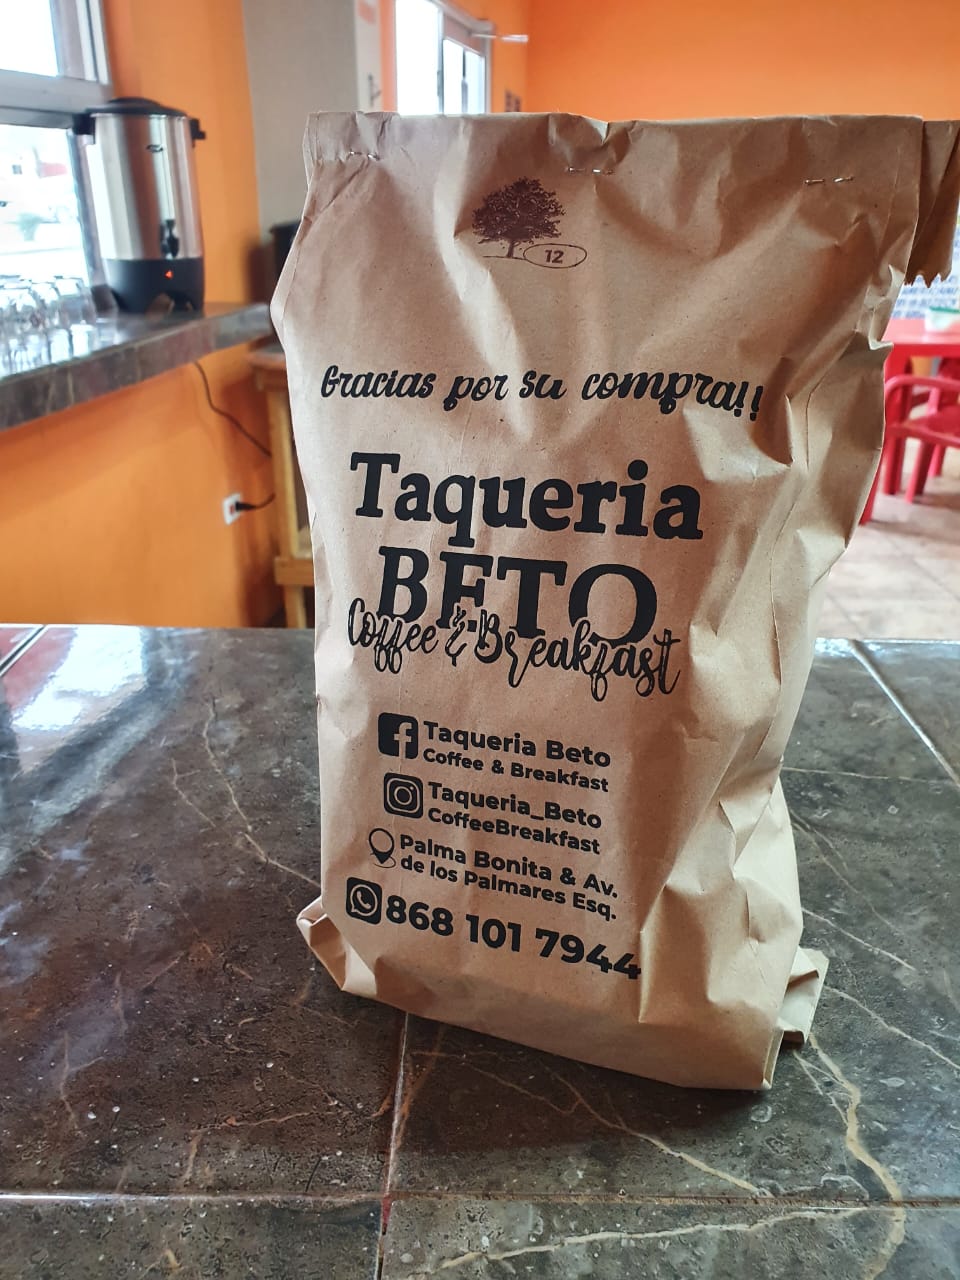 12
Gracias por su compra!!
Taqueria
BETO
Coffee & Breakfast
Taqueria Beto
Coffee & Breakfast
Taqueria_Beto
CoffeeBreakfast
Palma Bonita & Av.
de los Palmares Esq.
868 101 7944